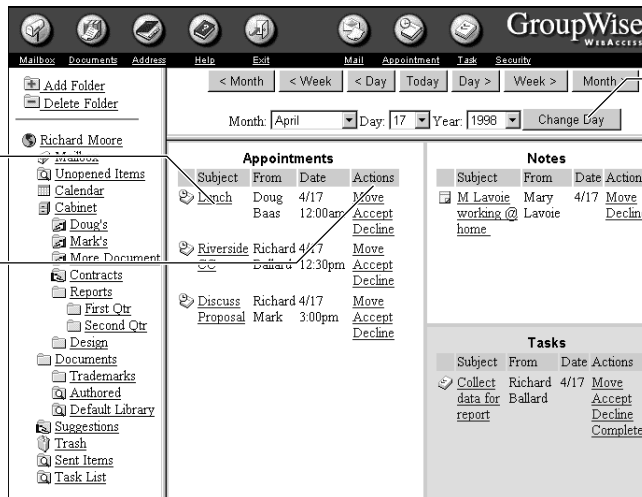 GroupWise
WEBACCESS
Mailbox Documents Address Help Exit Mail Appointment Task Security
Add Folder
Delete Folder
Richard Moore
Mailbox
Unopened Items
Calendar
Cabinet
Doug's
Mark's
More Document
Contracts
Reports
First Qtr
Second Qtr
Design
Documents
Trademarks
Authored
Default Library
Suggestions
Trash
Sent Items
Task List
< Month < Week < Day Today Day > Week > Month >
Month: April Day: 17 Year: 1998 Change Day
Appointments
Subject From Date Actions
Lunch Doug 4/17 Move
Baas 12:00am Accept
Decline
Riverside Richard 4/17 Move
CC Ballard 12:30pm Accept
Decline
Discuss Richard 4/17 Move
Proposal Mark 3:00pm Accept
Decline
Notes
Subject From Date Action
M Lavoie Mary 4/17 Move
working @ Lavoie Declin
home
Tasks
Subject From Date Actions
Collect Richard 4/17 Move
data for Ballard Accept
report Decline
Complete